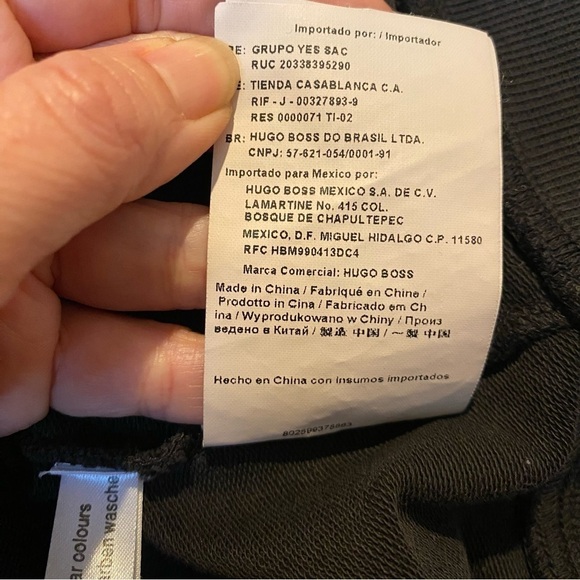 Importado por: / Importador
PE: GRUPO YES SAC
RUC 20338395290
E: TIENDA CASABLANCA C.A.
RIF - J - 00327893-9
RES 0000071 TI-02
BR: HUGO BOSS DO BRASIL LTDA.
CNPJ: 57-621-054/0001-91
Importado para Mexico por:
HUGO BOSS MEXICO S.A. DE C.V.
LAMARTINE No. 415 COL.
BOSQUE DE CHAPULTEPEC
MEXICO, D.F. MIGUEL HIDALGO C.P. 11580
RFC HBM990413DC4
Marca Comercial: HUGO BOSS
Made in China / Fabriqué en Chine /
Prodotto in Cina / Fabricado em Ch
ina / Wyprodukowano w Chiny / Произ
ведено в Китай / 製造 中国 / 一製 中国
Hecho en China con insumos importados
ar colours
arben wasche